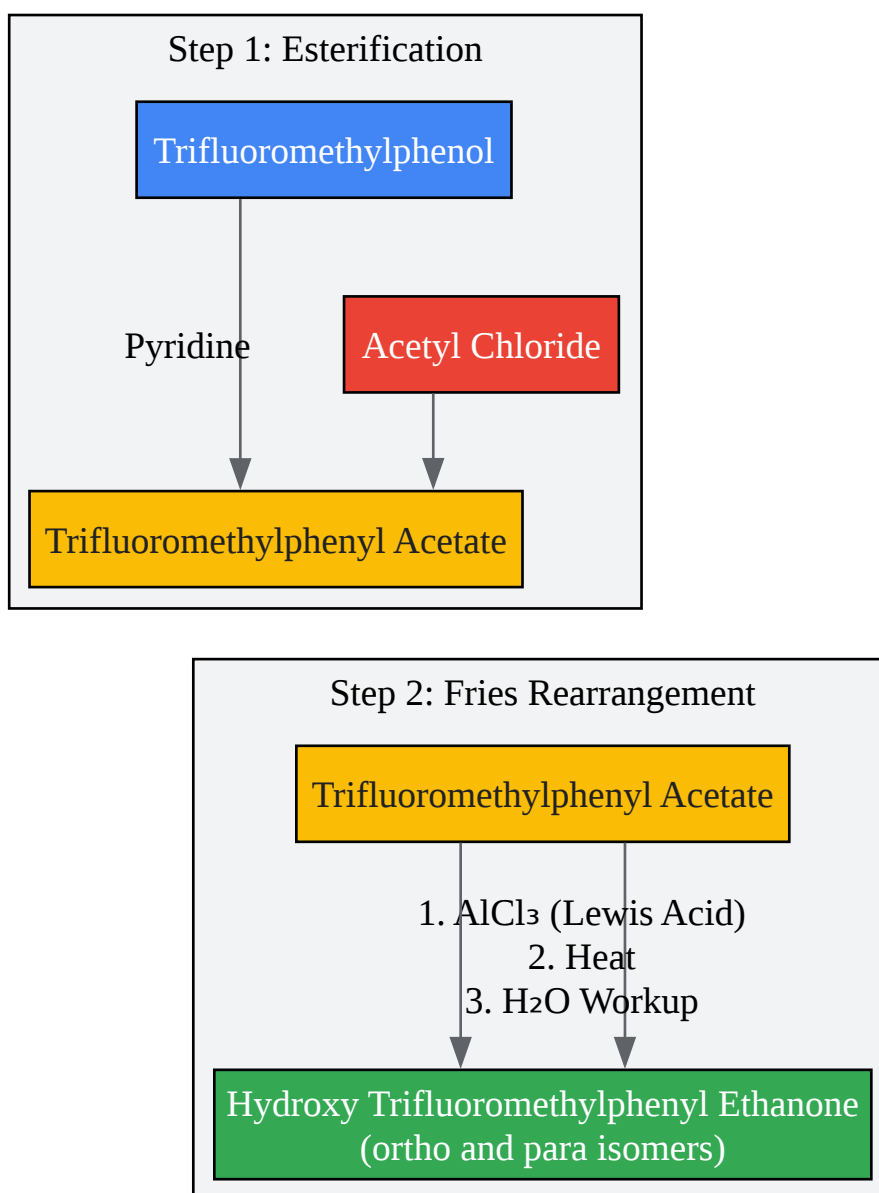 Step 1: Esterification
Trifluoromethylphenol
Pyridine
Acetyl Chloride
Trifluoromethylphenyl Acetate
Step 2: Fries Rearrangement
Trifluoromethylphenyl Acetate
1. AlCl₃ (Lewis Acid)
2. Heat
3. H₂O Workup
Hydroxy Trifluoromethylphenyl Ethanone
(ortho and para isomers)